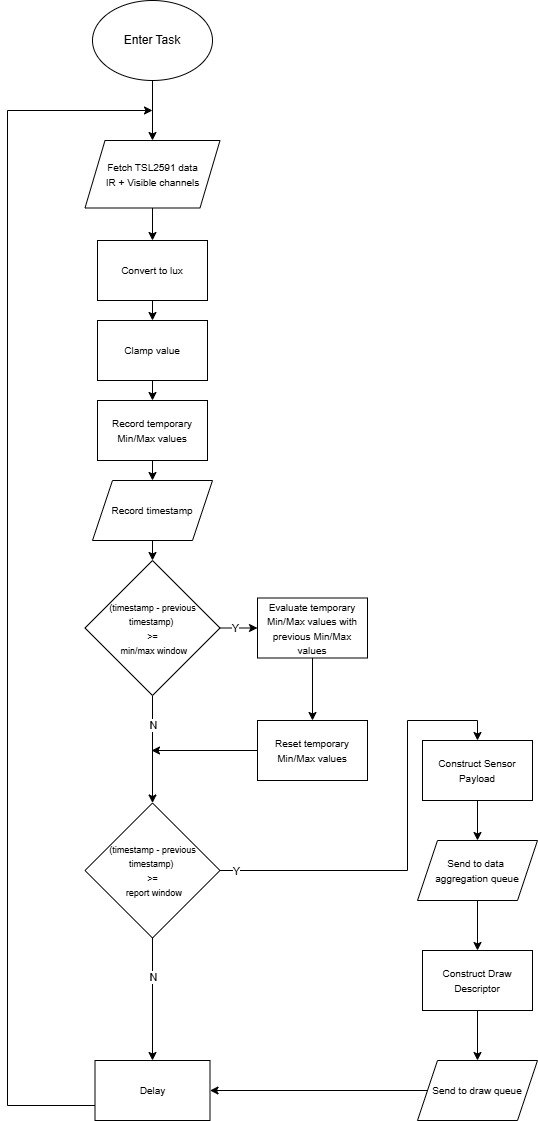 Enter Task
Fetch TSL2591 data
IR + Visible channels
Convert to lux
Clamp value
Record temporary
Min/Max values
Record timestamp
(timestamp - previous
timestamp)
>=
min/max window
Y
Evaluate temporary
Min/Max values with
previous Min/Max
values
N
Reset temporary
Min/Max values
(timestamp - previous
timestamp)
>=
report window
Y
Construct Sensor
Payload
Send to data
aggregation queue
Construct Draw
Descriptor
Send to draw queue
N
Delay